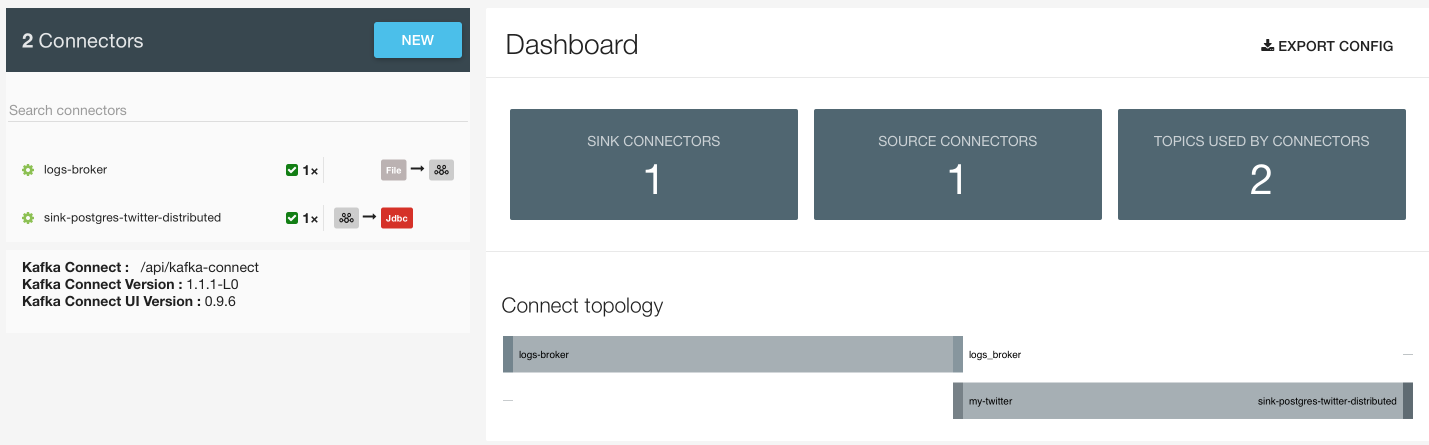 2 Connectors
NEW
Search connectors
logs-broker 1× File
sink-postgres-twitter-distributed 1× Jdbc
Kafka Connect : /api/kafka-connect
Kafka Connect Version : 1.1.1-L0
Kafka Connect UI Version : 0.9.6
Dashboard
EXPORT CONFIG
SINK CONNECTORS
1
SOURCE CONNECTORS
1
TOPICS USED BY CONNECTORS
2
Connect topology
logs-broker
logs_broker
my-twitter
sink-postgres-twitter-distributed